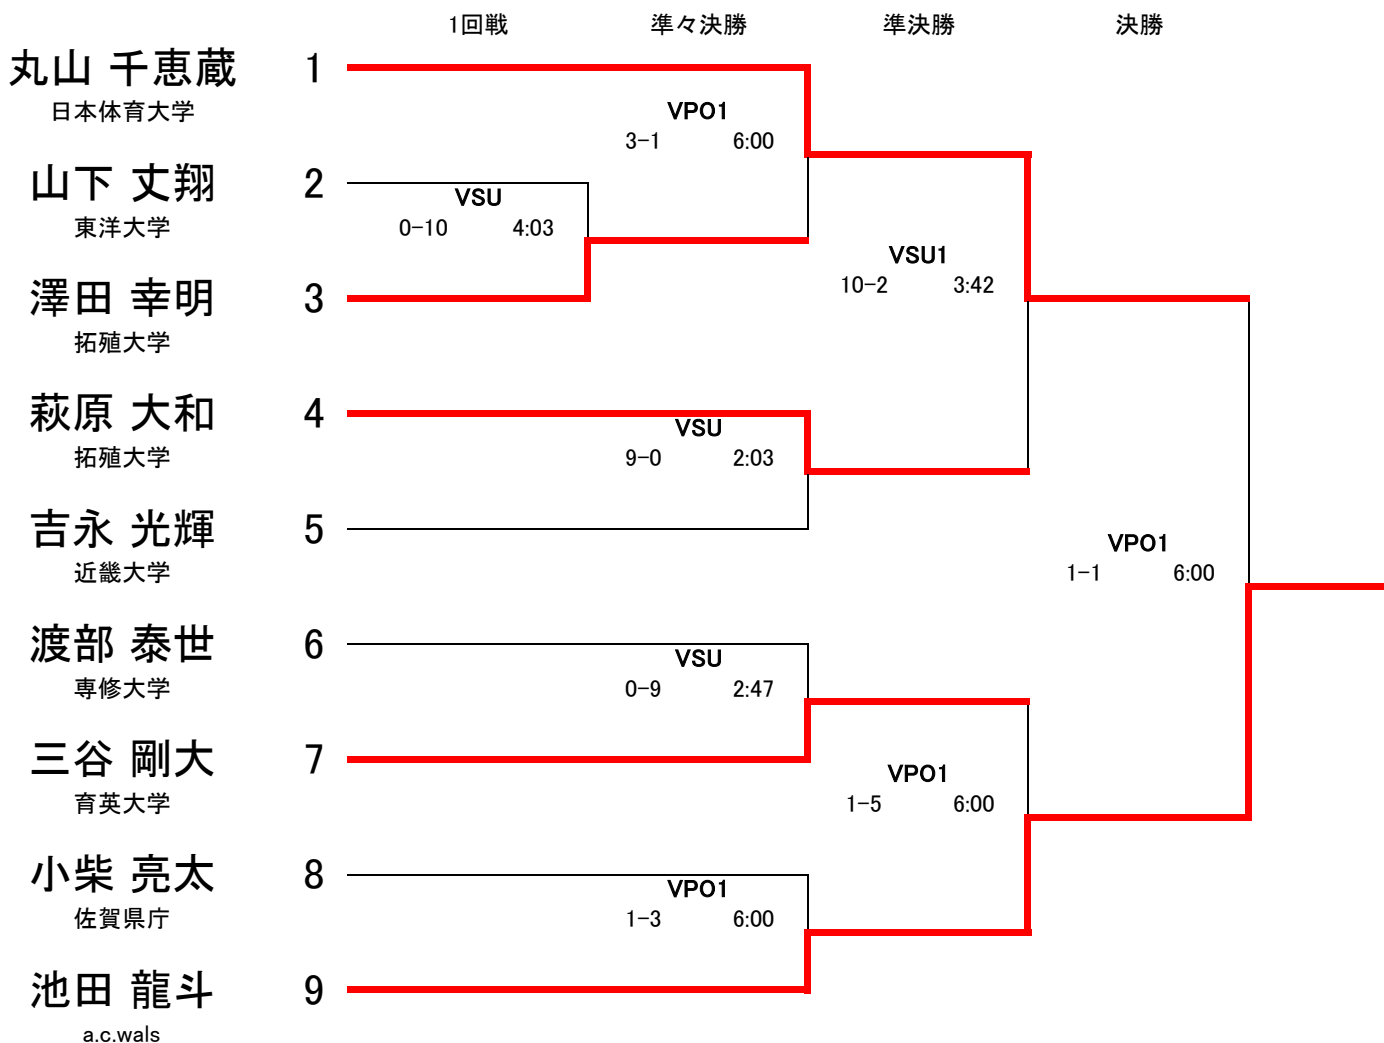 1回戦 準々決勝 準決勝 決勝
丸山 千恵蔵 1
日本体育大学
VPO1
3-1 6:00
山下 丈翔 2
東洋大学
VSU
0-10 4:03
VSU1
10-2 3:42
澤田 幸明 3
拓殖大学
萩原 大和 4
拓殖大学
VSU
9-0 2:03
吉永 光輝 5
近畿大学
VPO1
1-1 6:00
渡部 泰世 6
専修大学
VSU
0-9 2:47
三谷 剛大 7
育英大学
VPO1
1-5 6:00
小柴 亮太 8
佐賀県庁
VPO1
1-3 6:00
池田 龍斗 9
a.c.wals